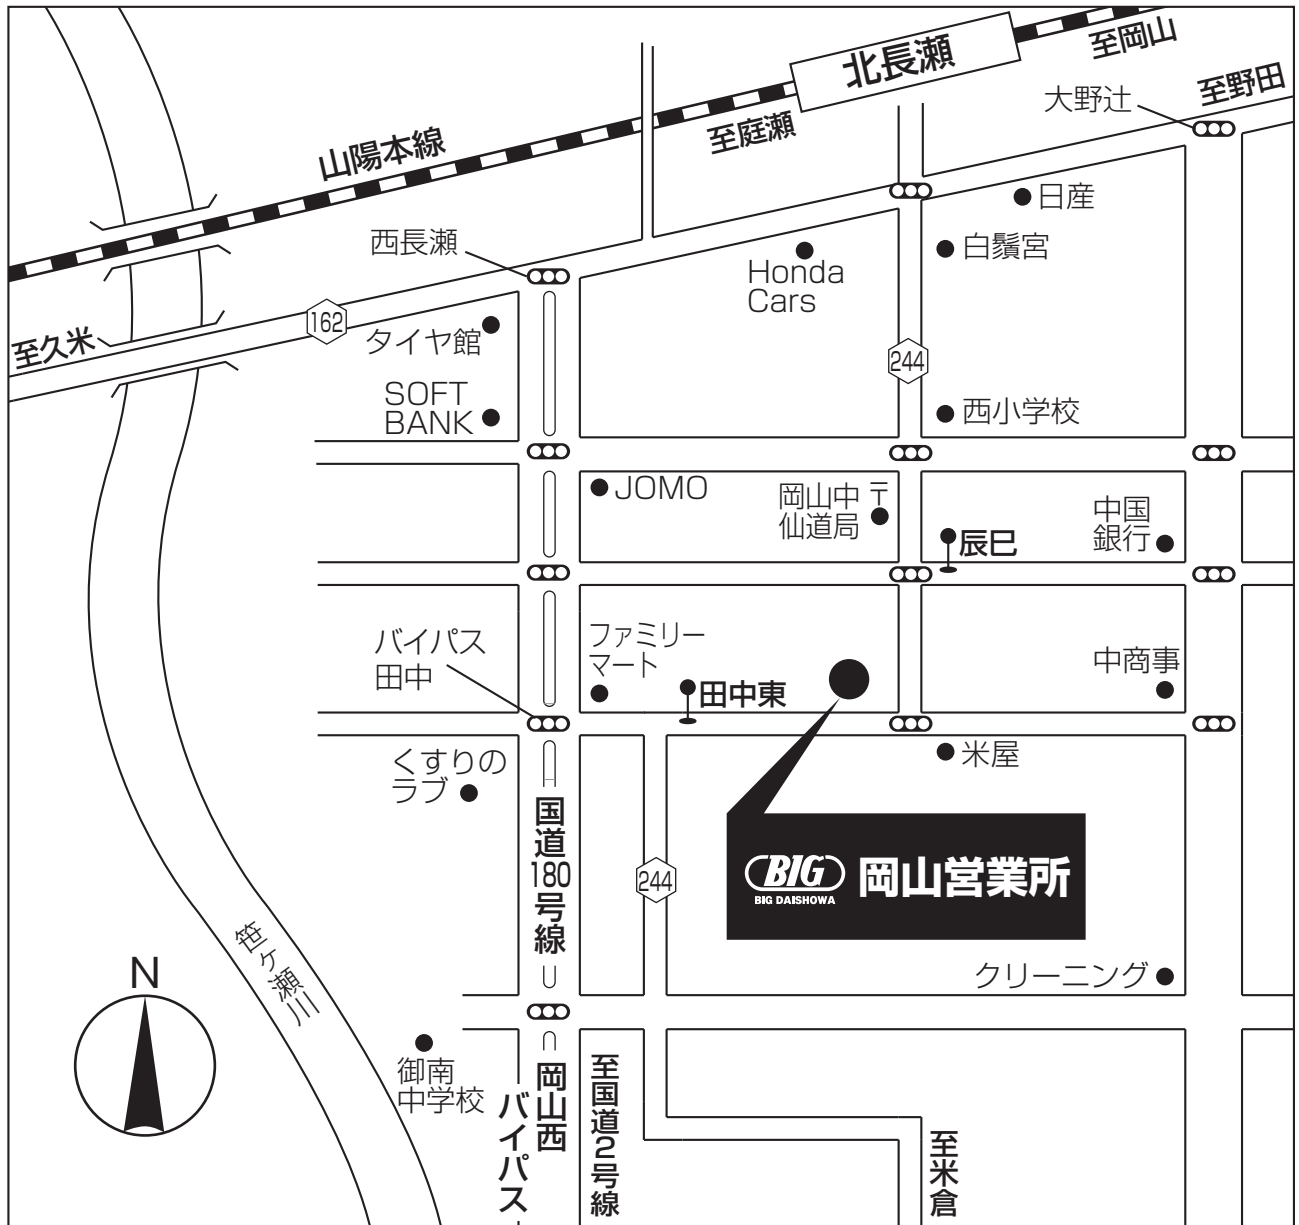 北長瀬
至岡山
至野田
大野辻
至庭瀬
山陽本線
日産
西長瀬
白鬚宮
Honda
Cars
162
至久米
タイヤ館
244
SOFT
BANK
西小学校
JOMO
岡山中〒
仙道局
中国
銀行
辰巳
バイパス
田中
ファミリー
マート
田中東
中商事
くすりの
ラブ
米屋
国道180号線
244
BIG
BIG DAISHOWA
岡山営業所
笹ヶ瀬川
N
クリーニング
御南
中学校
岡山西
バイパス
至国道2号線
至米倉